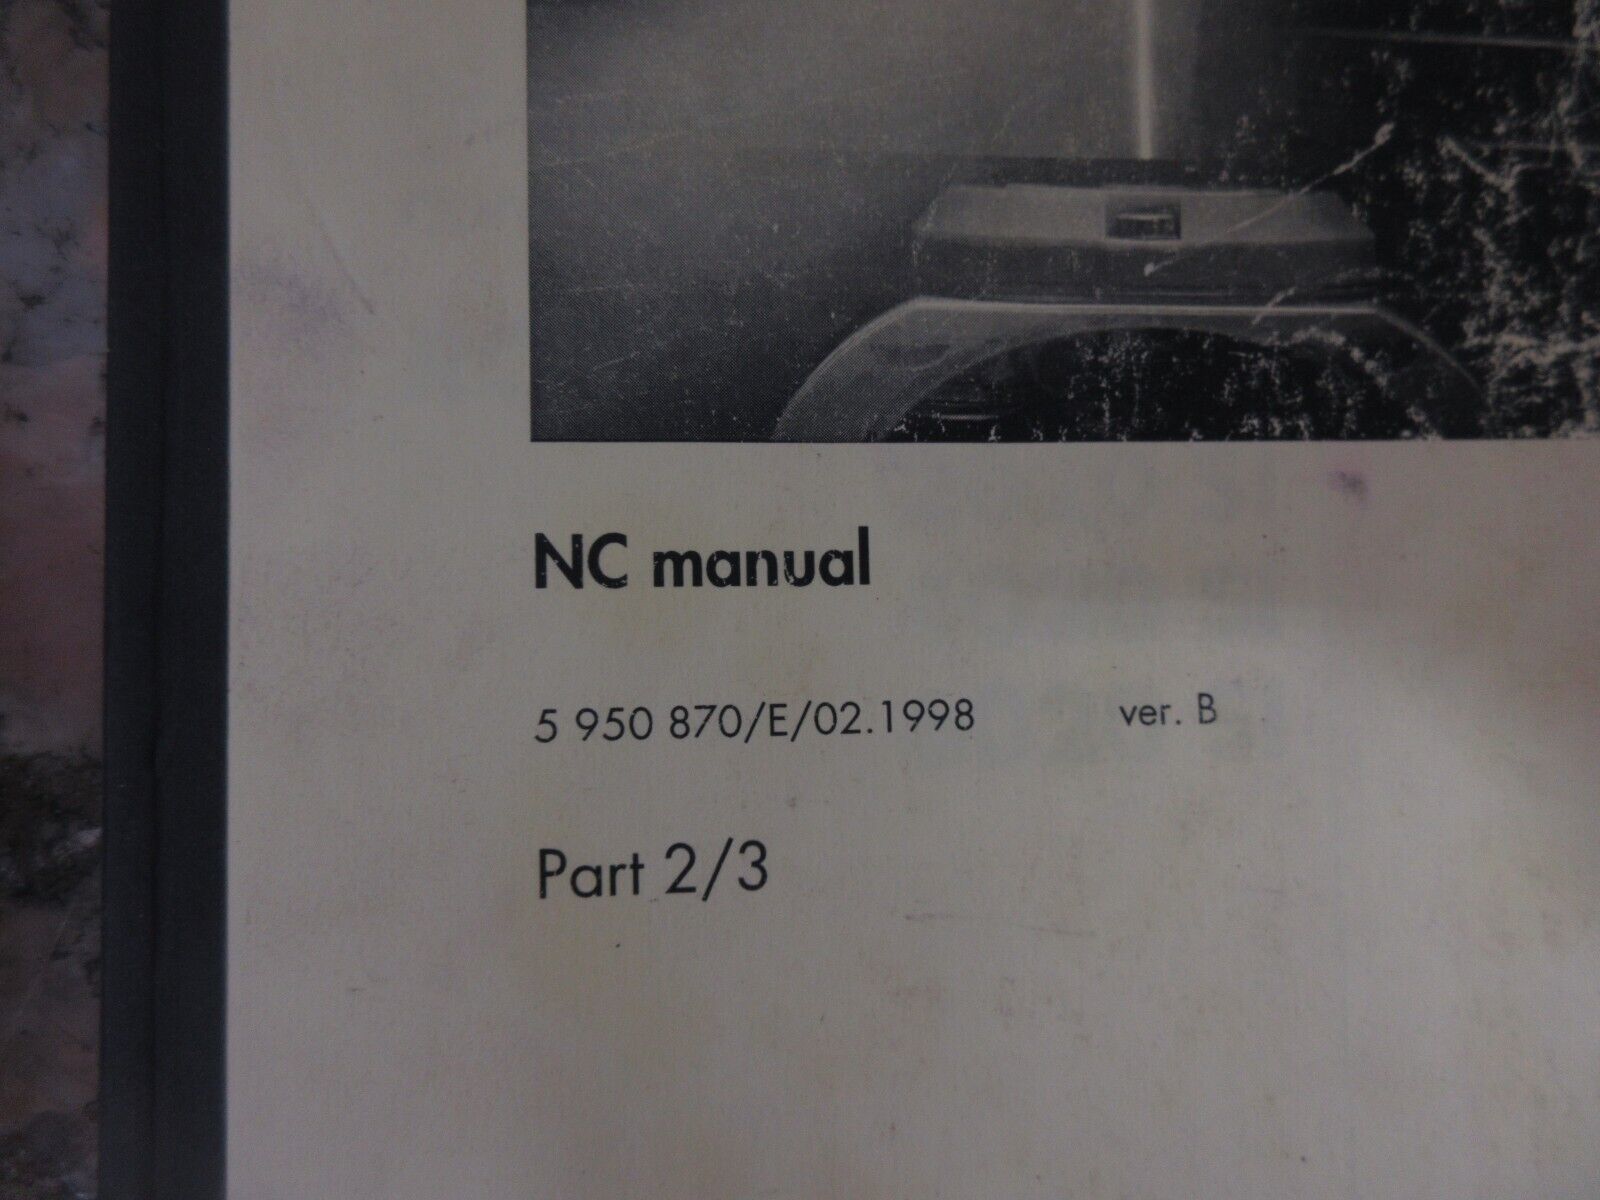 NC manual
5 950 870/E/02.1998 ver. B
Part 2/3